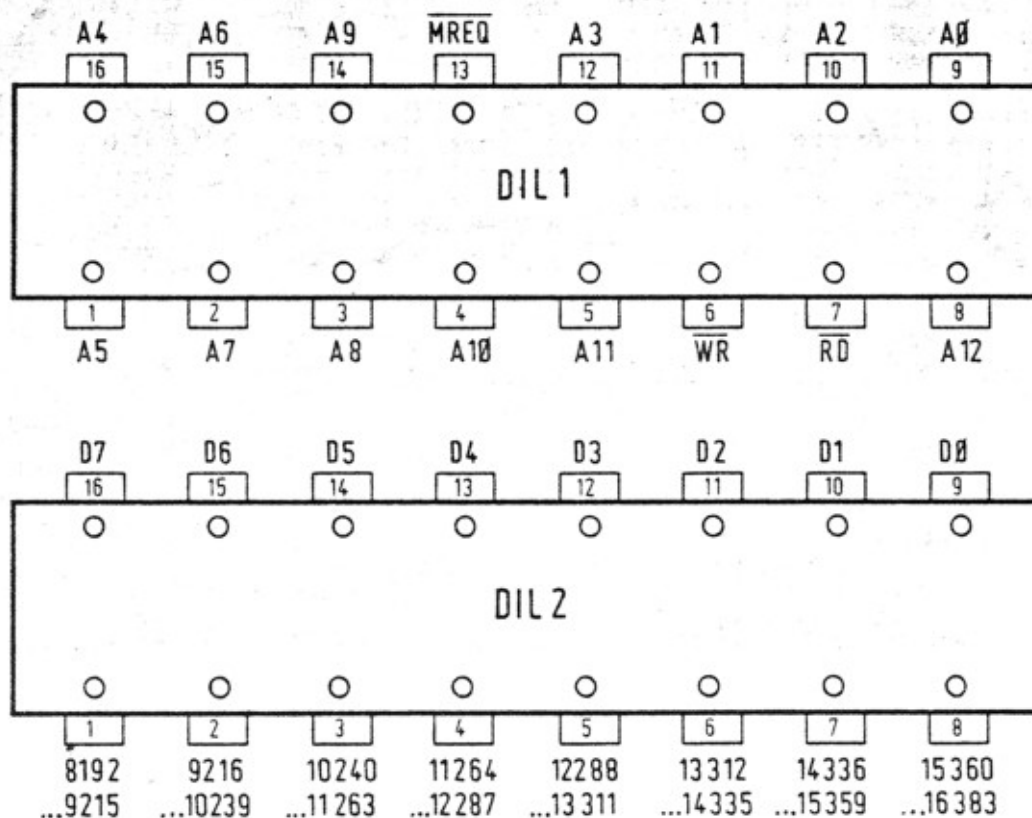 A4 A6 A9 MREQ A3 A1 A2 AØ
16 15 14 13 12 11 10 9
DIL 1
1 2 3 4 5 6 7 8
A5 A7 A8 A1Ø A11 WR RD A12
D7 D6 D5 D4 D3 D2 D1 DØ
16 15 14 13 12 11 10 9
DIL 2
1 2 3 4 5 6 7 8
8192 9216 10240 11264 12288 13312 14336 15360
...9215 ...10239 ...11263 ...12287 ...13311 ...14335 ...15359 ...16383